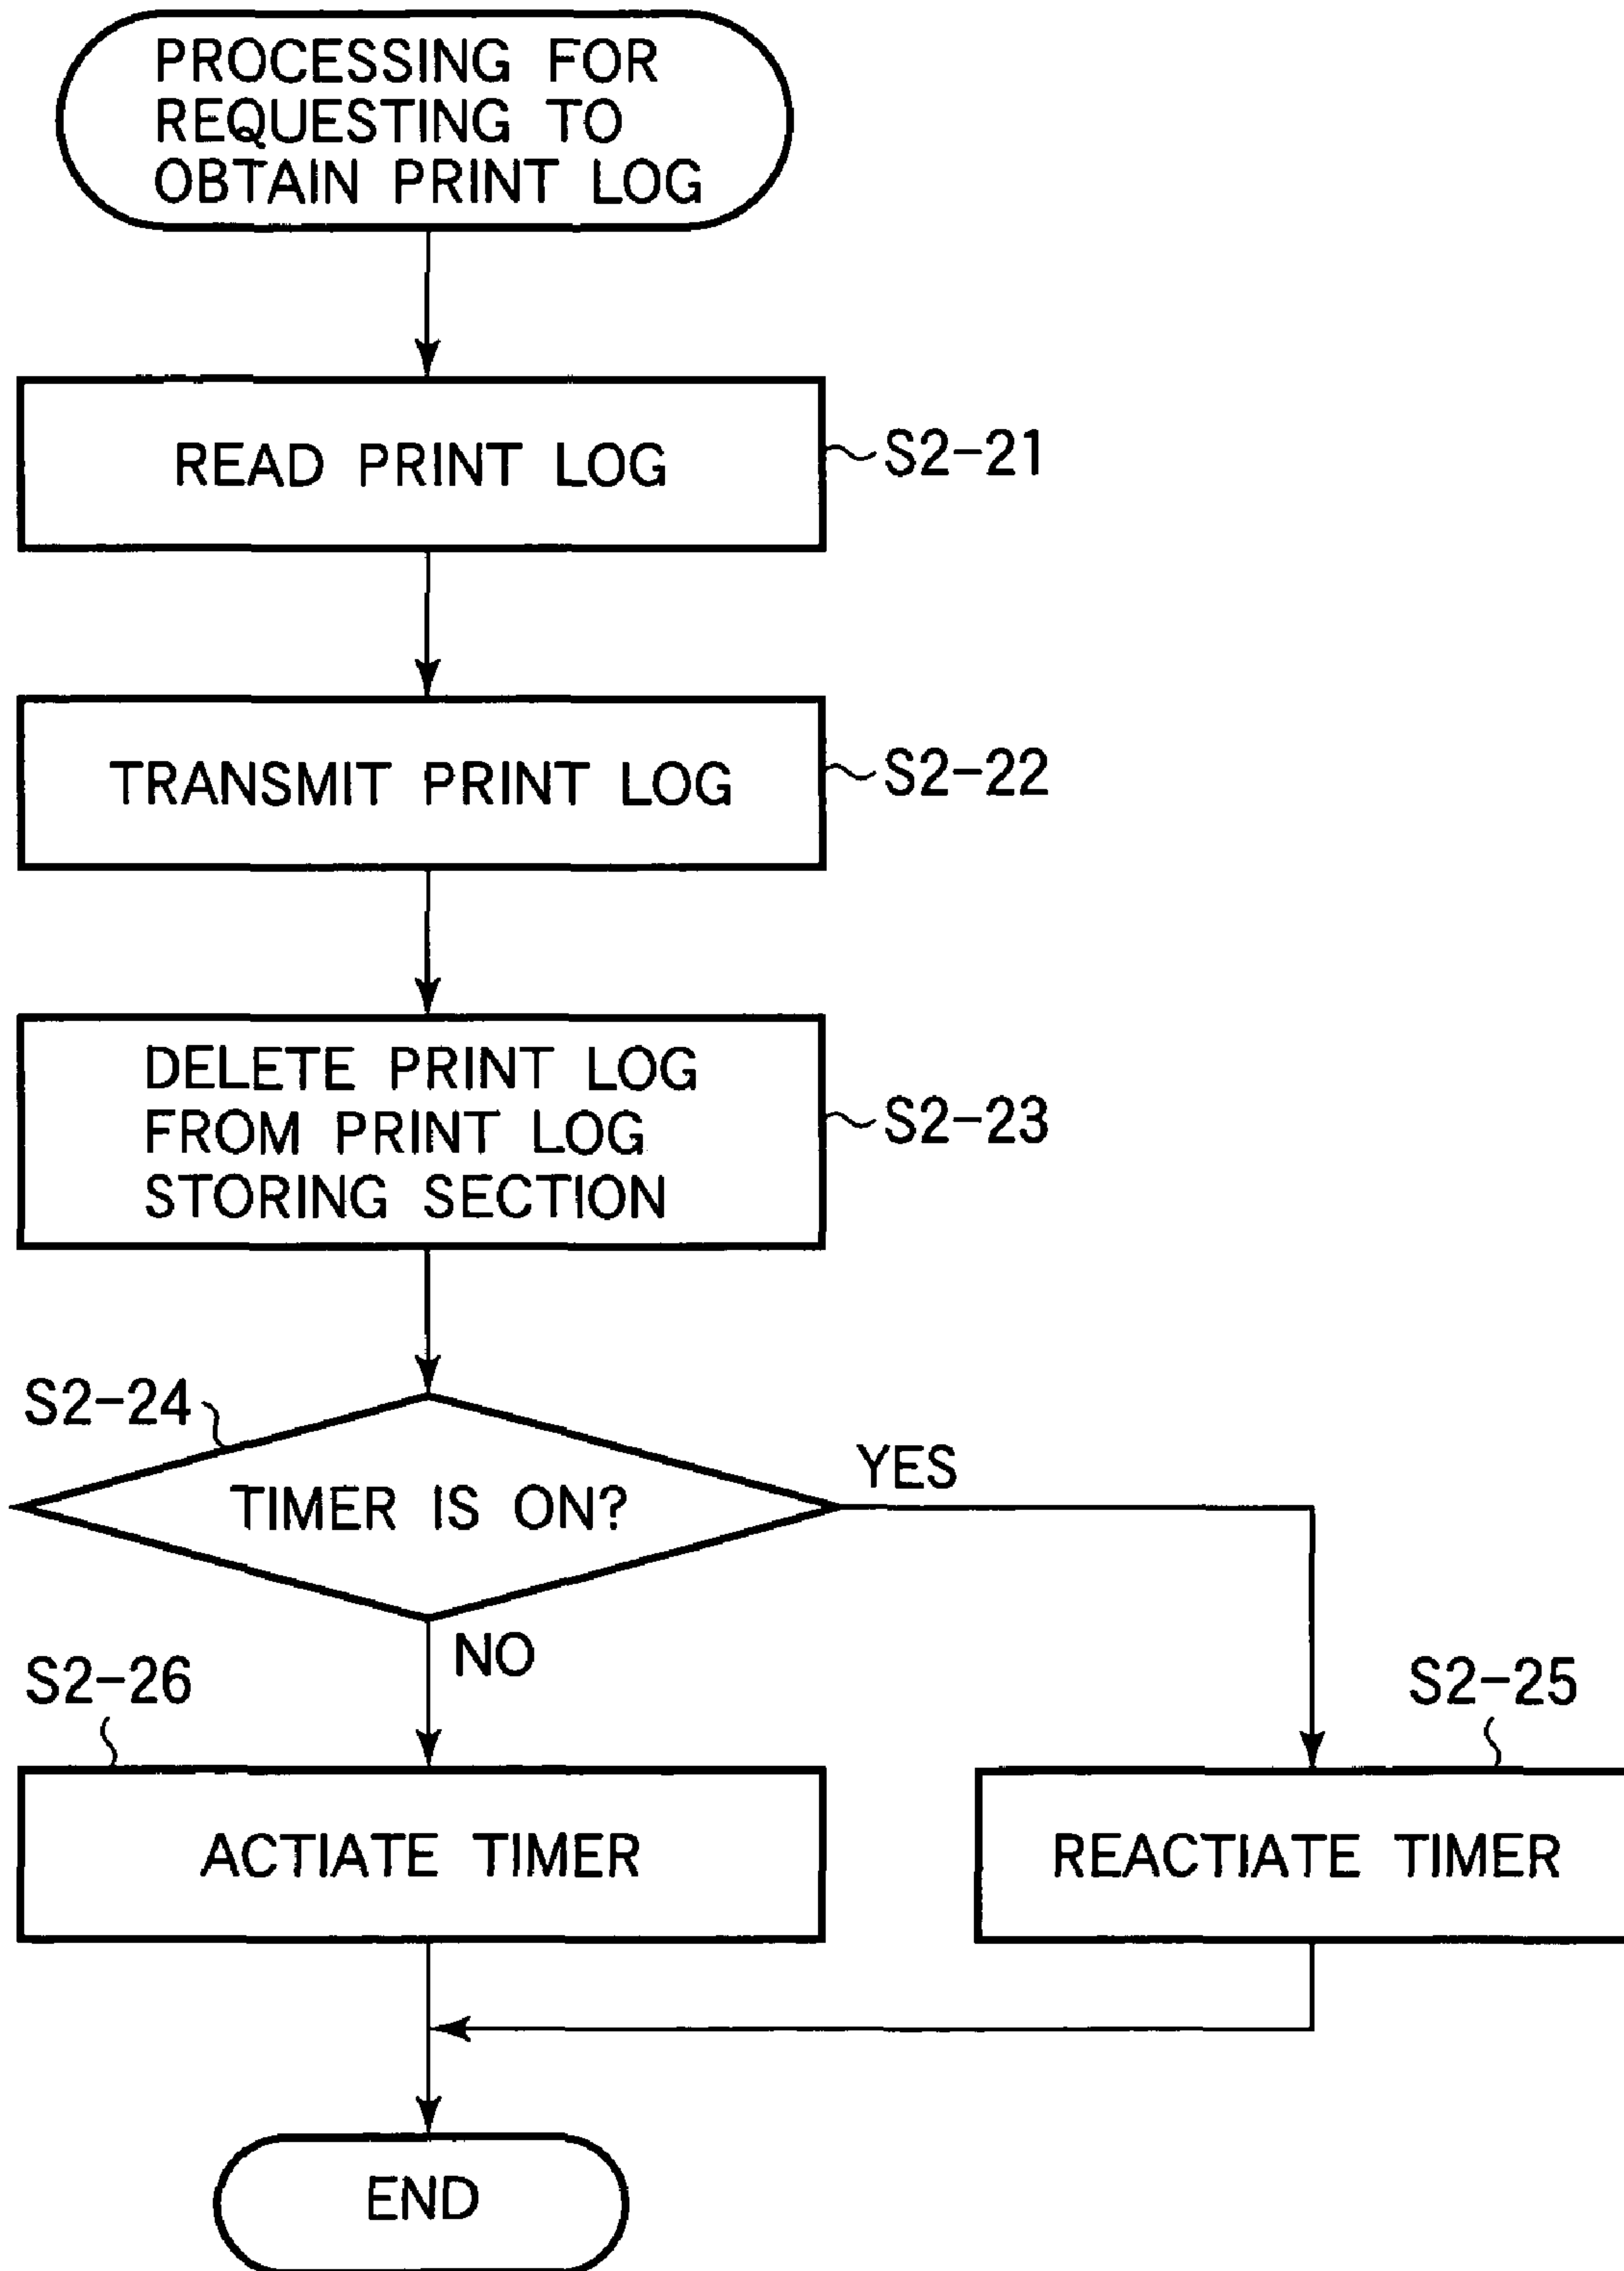 PROCESSING FOR
REQUESTING TO
OBTAIN PRINT LOG
READ PRINT LOG
S2-21
TRANSMIT PRINT LOG
S2-22
DELETE PRINT LOG
FROM PRINT LOG
STORING SECTION
S2-23
S2-24
TIMER IS ON?
YES
NO
S2-26
S2-25
ACTIATE TIMER
REACTIATE TIMER
END